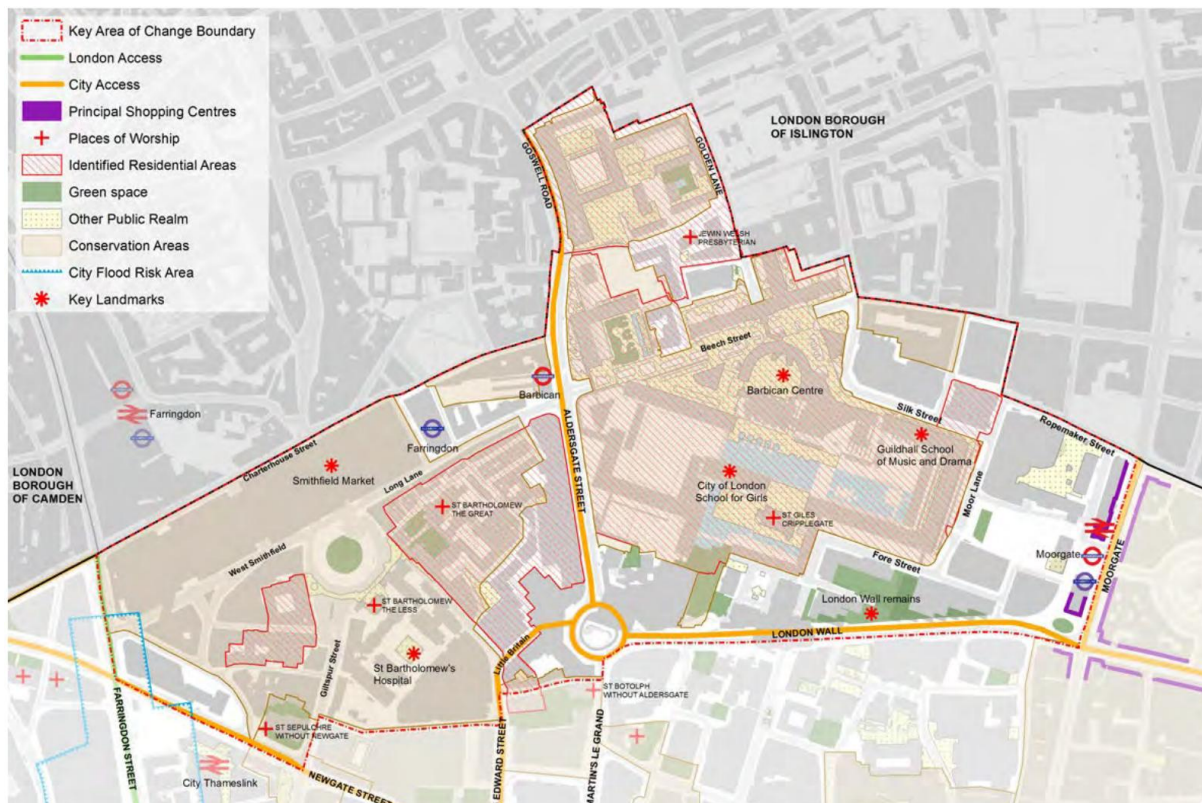 Key Area of Change Boundary
London Access
City Access
Principal Shopping Centres
Places of Worship
Identified Residential Areas
Green space
Other Public Realm
Conservation Areas
City Flood Risk Area
Key Landmarks
LONDON BOROUGH
OF ISLINGTON
GOSWELL ROAD
GOLDEN LANE
JEWIN WELSH
PRESBYTERIAN
Beech Street
Barbican
Barbican Centre
Farringdon
Farringdon
Silk Street
Ropemaker Street
Guildhall School
of Music and Drama
LONDON
BOROUGH
OF CAMDEN
Charterhouse Street
Smithfield Market
Long Lane
ALDERSGATE STREET
City of London
School for Girls
Moor Lane
ST BARTHOLOMEW
THE GREAT
ST GILES
CRIPPLEGATE
Moorgate
MOORGATE
West Smithfield
Fore Street
ST BARTHOLOMEW
THE LESS
London Wall remains
LONDON WALL
Little Britain
Giltspur Street
St Bartholomew's
Hospital
ST BOTOLPH
WITHOUT ALDERSGATE
FARRINGDON STREET
ST SEPULCHRE
WITHOUT NEWGATE
City Thameslink
NEWGATE STREET
EDWARD STREET
MARTIN'S LE GRAND